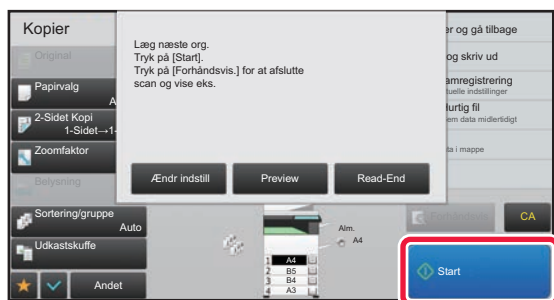 Kopier
Original
Papirvalg
A
2-Sidet Kopi
1-Sidet→1-
Zoomfaktor
Belysning
Sortering/gruppe
Auto
Udkastskuffe
Andet
Læg næste org.
Tryk på [Start].
Tryk på [Forhåndsvis.] for at afslutte
scan og vise eks.
Ændr indstill
Preview
Read-End
er og gå tilbage
og skriv ud
amregistrering
tuelle indstillinger
Hurtig fil
em data midlertidigt
ta i mappe
Alm.
A4
1 A4
2 B5
3 B4
4 A3
CA
Start